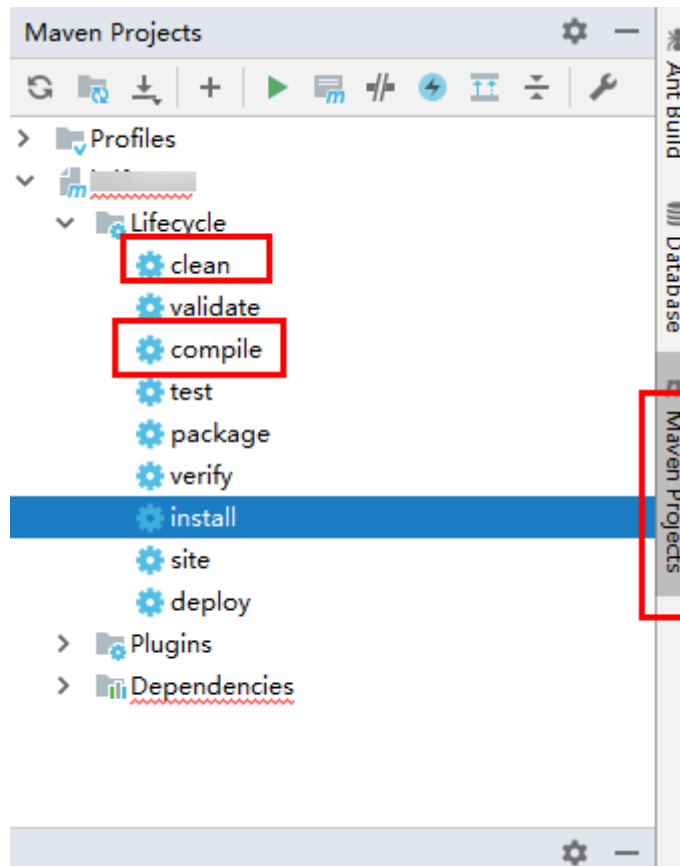 Maven Projects
Profiles
Lifecycle
clean
validate
compile
test
package
verify
install
site
deploy
Plugins
Dependencies
Ant Build
Database
Maven Projects